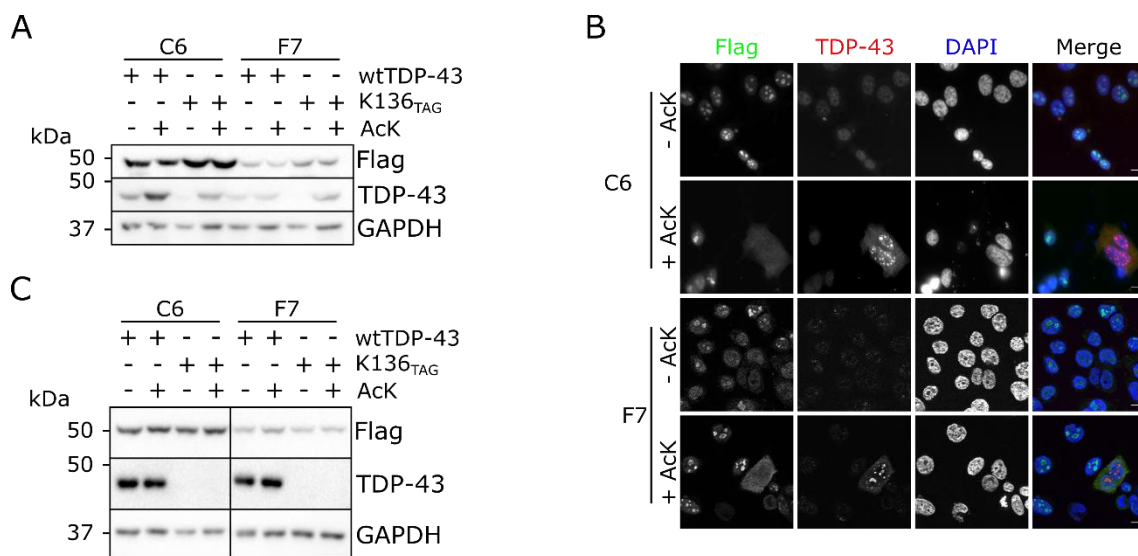 A
C6 F7
+ + - - + + - - wtTDP-43
- - + + - - + + K136TAG
- + - + - + - + AcK
kDa
50 Flag
50
TDP-43
37 GAPDH
B
Flag TDP-43 DAPI Merge
C6
- AcK
+ AcK
F7
- AcK
+ AcK
C
C6 F7
+ + - - + + - - wtTDP-43
- - + + - - + + K136TAG
- + - + - + - + AcK
kDa
50 Flag
50
TDP-43
37 GAPDH